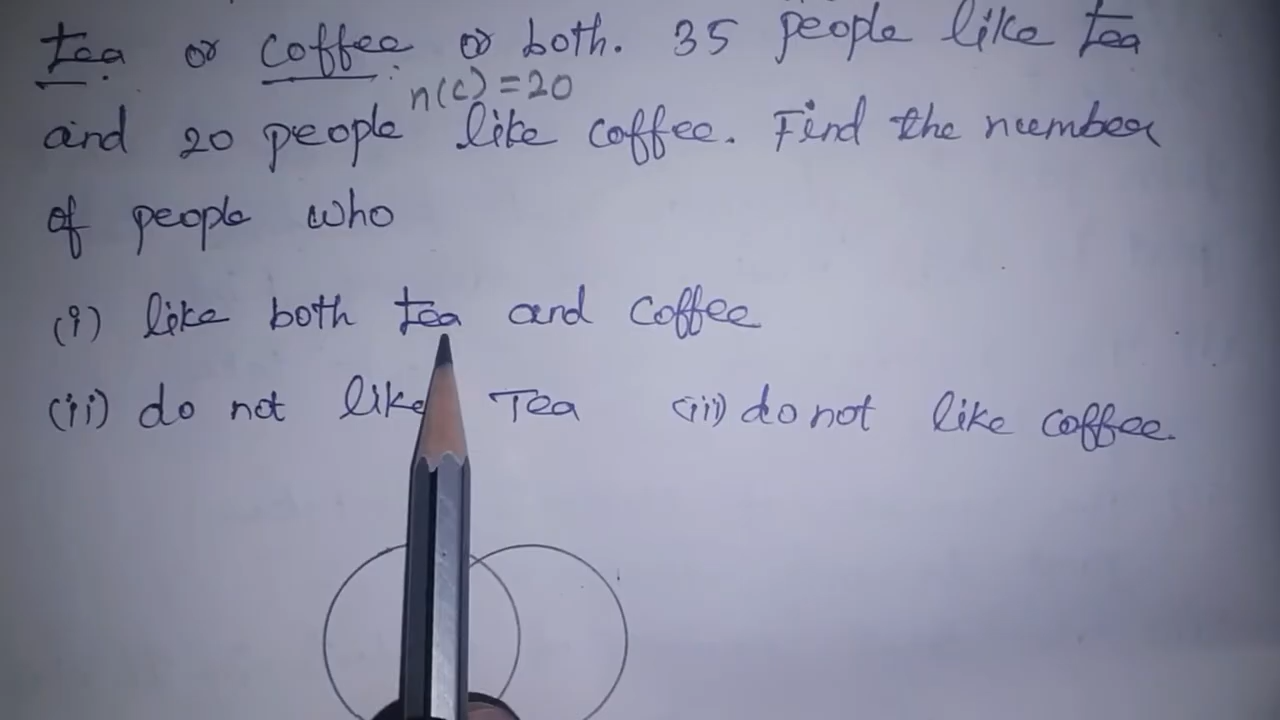 tea or coffee or both. 35 people like tea
n(c) = 20
and 20 people like coffee. Find the number
of people who
(i) like both tea and coffee
(ii) do not like Tea (iii) do not like coffee.